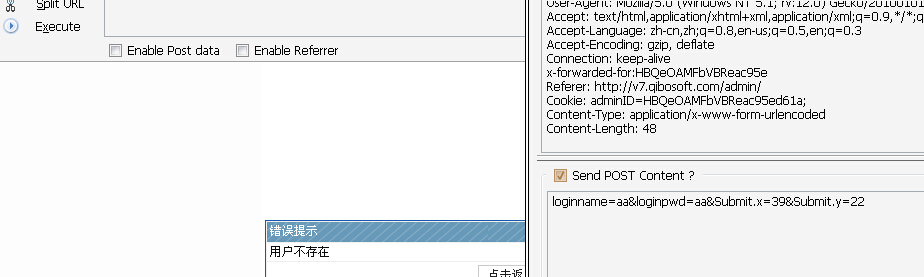 Split URL
Execute
Enable Post data
Enable Referrer
错误提示
用户不存在
点击返
User-Agent: Mozilla/5.0 (Windows NT 5.1; rv:12.0) Gecko/20100101
Accept: text/html,application/xhtml+xml,application/xml;q=0.9,*/*;q
Accept-Language: zh-cn,zh;q=0.8,en-us;q=0.5,en;q=0.3
Accept-Encoding: gzip, deflate
Connection: keep-alive
x-forwarded-for:HBQeOAMFbVBReac95e
Referer: http://v7.qibosoft.com/admin/
Cookie: adminID=HBQeOAMFbVBReac95ed61a;
Content-Type: application/x-www-form-urlencoded
Content-Length: 48
Send POST Content ?
loginname=aa&loginpwd=aa&Submit.x=39&Submit.y=22